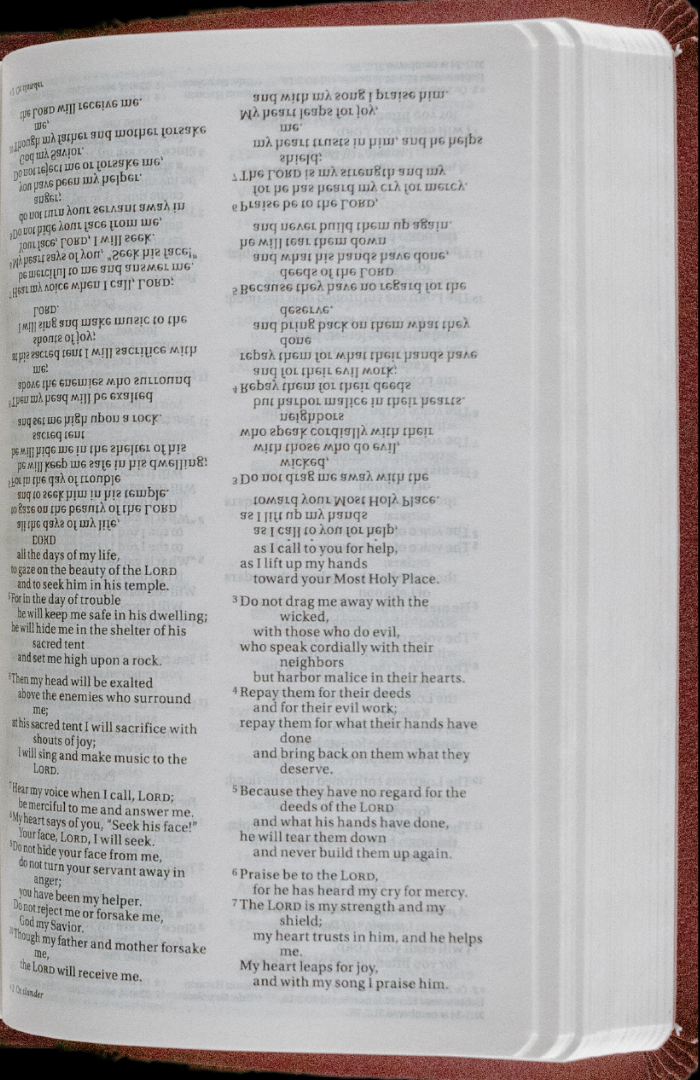 all the days of my life,
to gaze on the beauty of the LORD
and to seek him in his temple.
⁵For in the day of trouble
he will keep me safe in his dwelling;
he will hide me in the shelter of his
sacred tent
and set me high upon a rock.
⁶Then my head will be exalted
above the enemies who surround
me;
at his sacred tent I will sacrifice with
shouts of joy;
I will sing and make music to the
LORD.
⁷Hear my voice when I call, LORD;
be merciful to me and answer me.
⁸My heart says of you, "Seek his face!"
Your face, LORD, I will seek.
⁹Do not hide your face from me,
do not turn your servant away in
anger;
you have been my helper.
Do not reject me or forsake me,
God my Savior.
¹⁰Though my father and mother forsake
me,
the LORD will receive me.
as I call to you for help,
as I lift up my hands
toward your Most Holy Place.
³Do not drag me away with the
wicked,
with those who do evil,
who speak cordially with their
neighbors
but harbor malice in their hearts.
⁴Repay them for their deeds
and for their evil work;
repay them for what their hands have
done
and bring back on them what they
deserve.
⁵Because they have no regard for the
deeds of the LORD
and what his hands have done,
he will tear them down
and never build them up again.
⁶Praise be to the LORD,
for he has heard my cry for mercy.
⁷The LORD is my strength and my
shield;
my heart trusts in him, and he helps
me.
My heart leaps for joy,
and with my song I praise him.